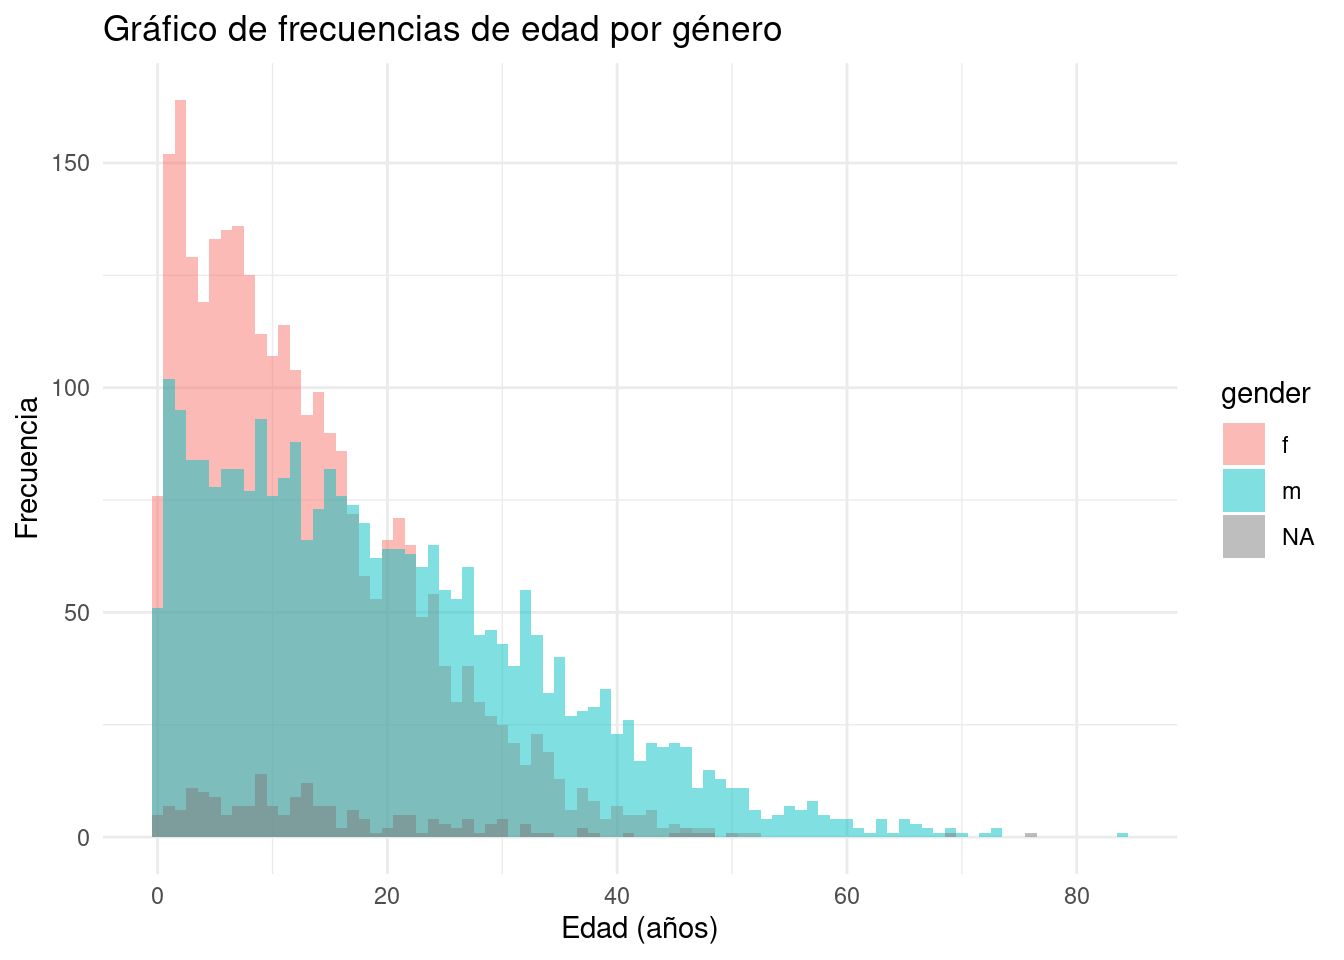 Gráfico de frecuencias de edad por género
150
100
50
0
Frecuencia
0 20 40 60 80
Edad (años)
gender
f
m
NA